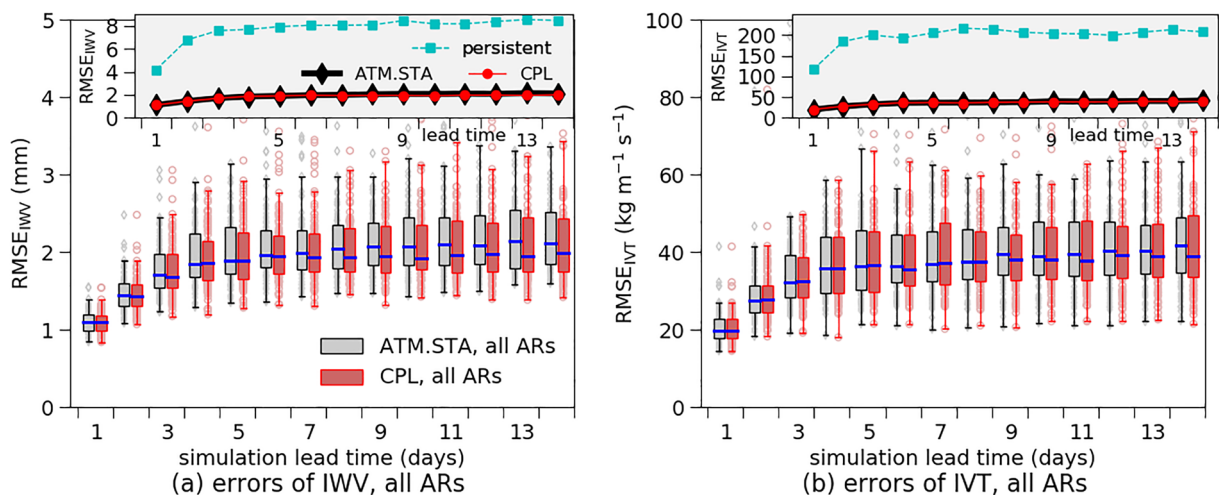 5
4
3
2
1
0
RMSEIWV (mm)
8
6
4
2
0
RMSEIWV
persistent
ATM.STA
CPL
1
5
9
13
lead time
ATM.STA, all ARs
CPL, all ARs
1
3
5
7
9
11
13
simulation lead time (days)
(a) errors of IWV, all ARs
100
80
60
40
20
0
RMSEIVT (kg m⁻¹ s⁻¹)
200
150
100
50
0
RMSEIVT
1
5
9
13
lead time
1
3
5
7
9
11
13
simulation lead time (days)
(b) errors of IVT, all ARs